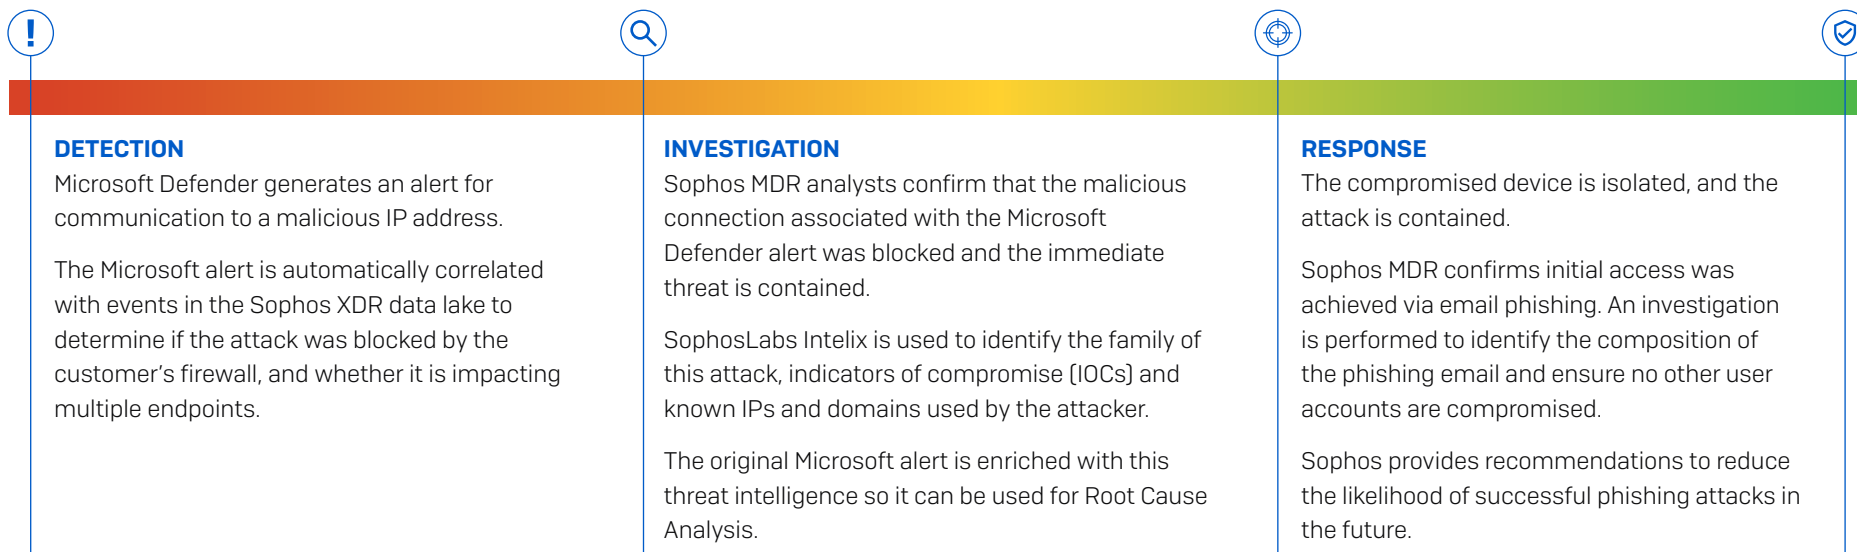 DETECTION
Microsoft Defender generates an alert for
communication to a malicious IP address.
The Microsoft alert is automatically correlated
with events in the Sophos XDR data lake to
determine if the attack was blocked by the
customer’s firewall, and whether it is impacting
multiple endpoints.
INVESTIGATION
Sophos MDR analysts confirm that the malicious
connection associated with the Microsoft
Defender alert was blocked and the immediate
threat is contained.
SophosLabs Intelix is used to identify the family of
this attack, indicators of compromise (IOCs) and
known IPs and domains used by the attacker.
The original Microsoft alert is enriched with this
threat intelligence so it can be used for Root Cause
Analysis.
RESPONSE
The compromised device is isolated, and the
attack is contained.
Sophos MDR confirms initial access was
achieved via email phishing. An investigation
is performed to identify the composition of
the phishing email and ensure no other user
accounts are compromised.
Sophos provides recommendations to reduce
the likelihood of successful phishing attacks in
the future.